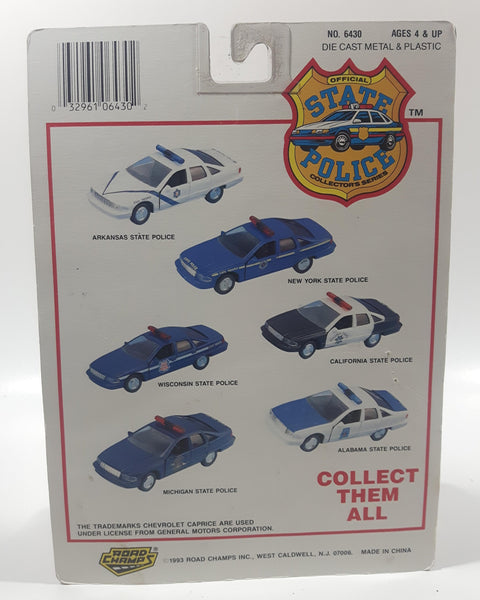 0 32961 06430 2
NO. 6430 AGES 4 & UP
DIE CAST METAL & PLASTIC
OFFICIAL
STATE
POLICE
COLLECTOR'S SERIES
TM
ARKANSAS STATE POLICE
NEW YORK STATE POLICE
CALIFORNIA STATE POLICE
WISCONSIN STATE POLICE
ALABAMA STATE POLICE
MICHIGAN STATE POLICE
COLLECT
THEM
ALL
THE TRADEMARKS CHEVROLET CAPRICE ARE USED
UNDER LICENSE FROM GENERAL MOTORS CORPORATION.
ROAD
CHAMPS
©1993 ROAD CHAMPS INC., WEST CALDWELL, N.J. 07006. MADE IN CHINA